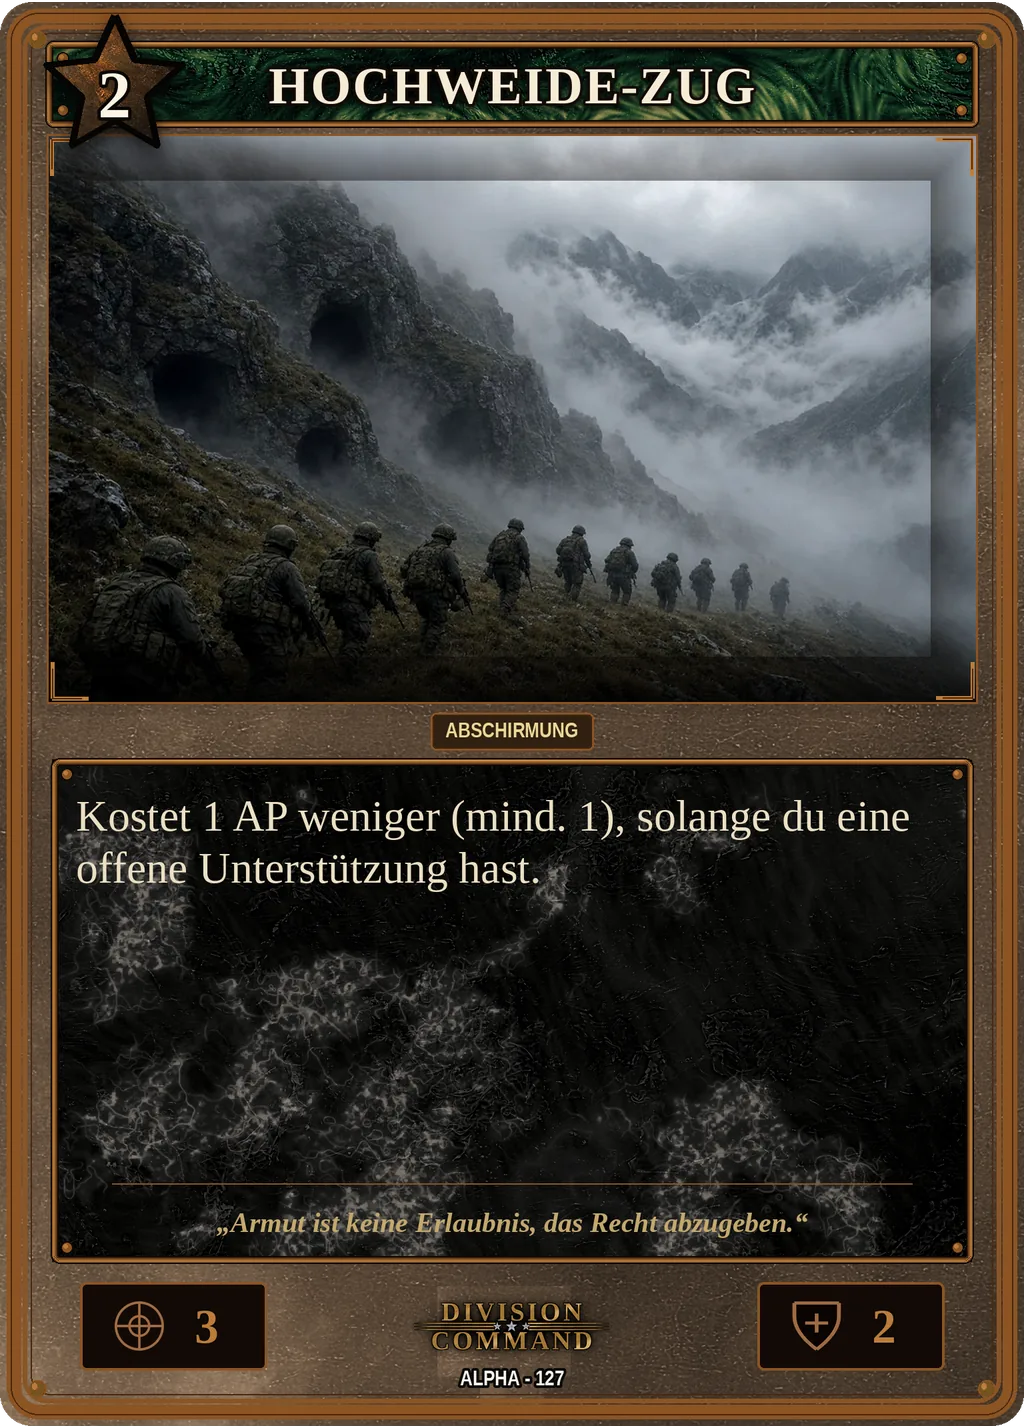 2
HOCHWEIDE-ZUG
ABSCHIRMUNG
Kostet 1 AP weniger (mind. 1), solange du eine
offene Unterstützung hast.
„Armut ist keine Erlaubnis, das Recht abzugeben.“
3
DIVISION
COMMAND
2
ALPHA - 127